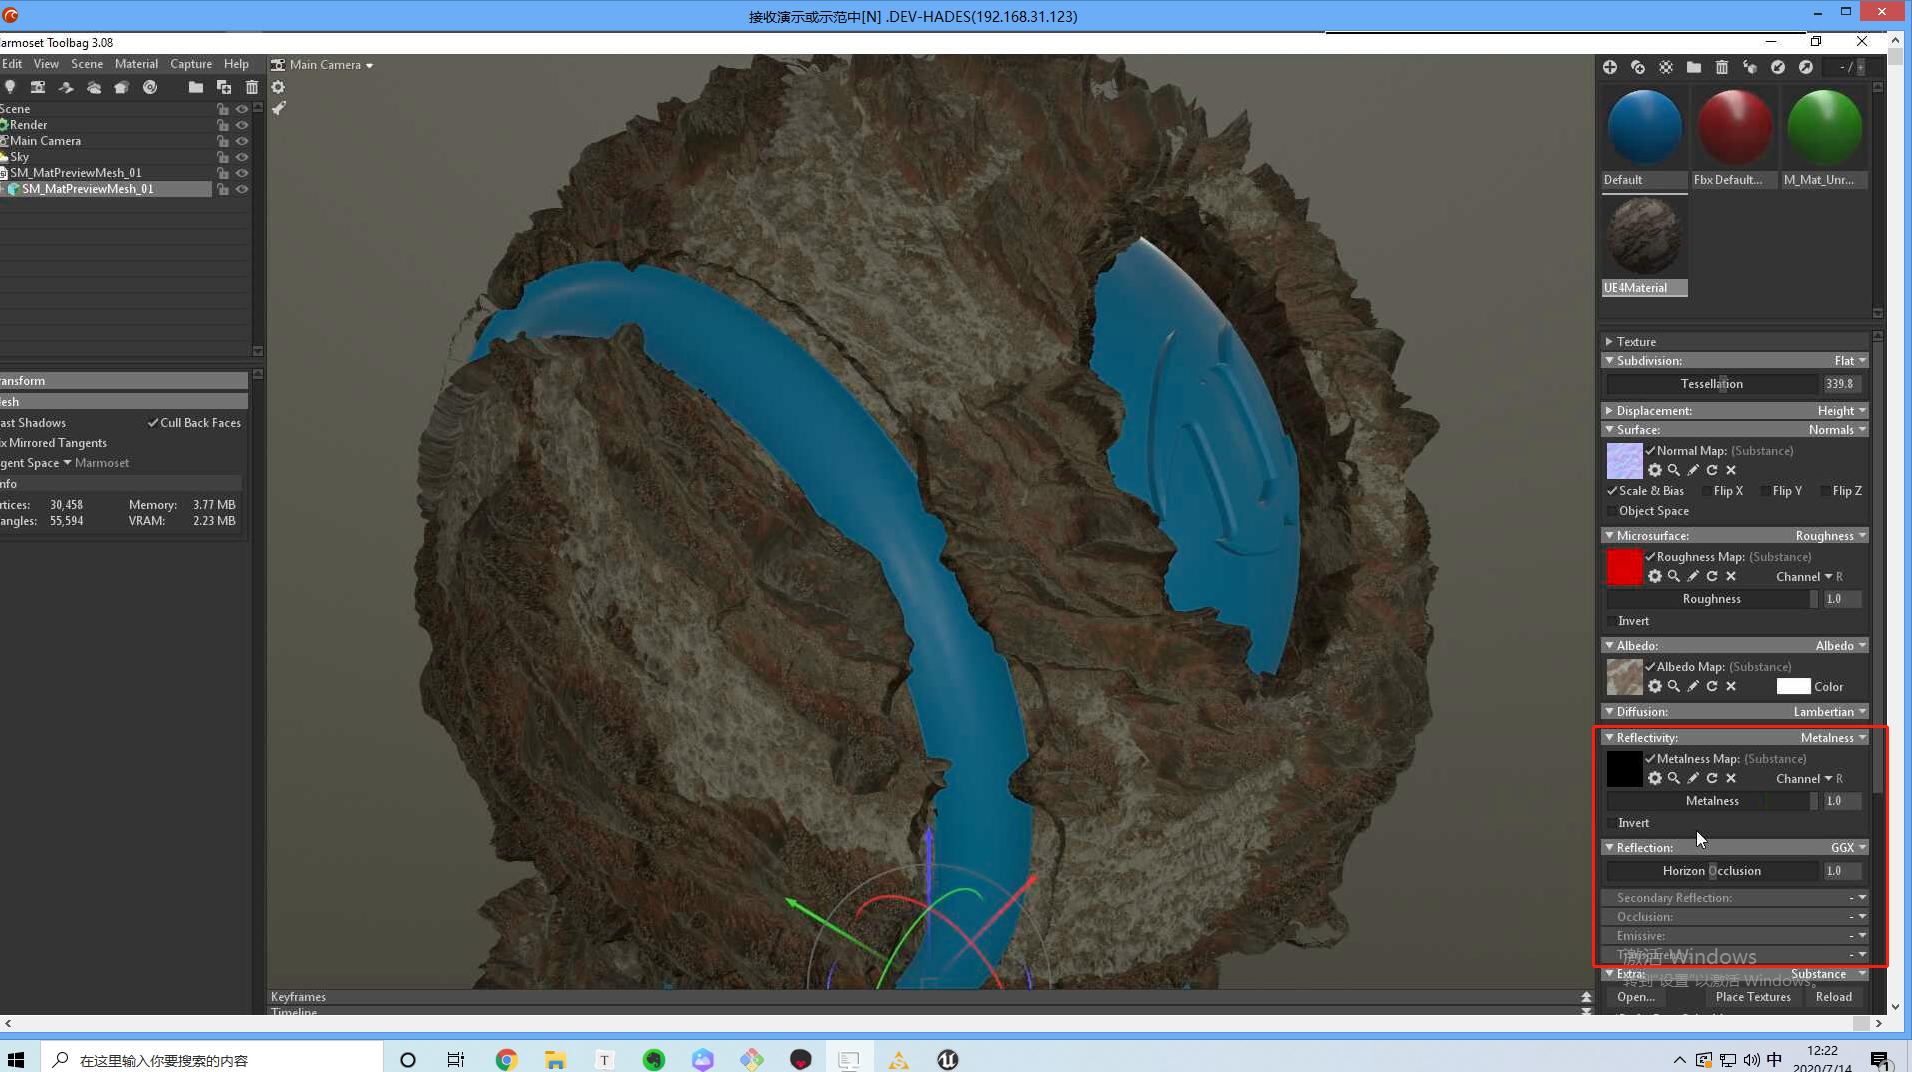 接收演示或示范中[N] .DEV-HADES(192.168.31.123)
armoset Toolbag 3.08
Edit View Scene Material Capture Help
Main Camera
- /
Scene
Render
Main Camera
Sky
SM_MatPreviewMesh_01
SM_MatPreviewMesh_01
ransform
esh
ast Shadows Cull Back Faces
ix Mirrored Tangents
gent Space Marmoset
nfo
rtices: 30,458 Memory: 3.77 MB
angles: 55,594 VRAM: 2.23 MB
Default Fbx Default... M_Mat_Unr...
UE4Material
Texture
Subdivision: Flat
Tessellation 339.8
Displacement: Height
Surface: Normals
Normal Map: (Substance)
Scale & Bias Flip X Flip Y Flip Z
Object Space
Microsurface: Roughness
Roughness Map: (Substance)
Channel R
Roughness 1.0
Invert
Albedo: Albedo
Albedo Map: (Substance)
Color
Diffusion: Lambertian
Reflectivity: Metalness
Metalness Map: (Substance)
Channel R
Metalness 1.0
Invert
Reflection: GGX
Horizon Occlusion 1.0
Secondary Reflection: -
Occlusion: -
Emissive: -
激活 Windows
Extra: Substance
转到"设置"以激活 Windows。
Open... Place Textures Reload
Keyframes
Timeline
在这里输入你要搜索的内容
T
中
12:22
2020/7/14
1